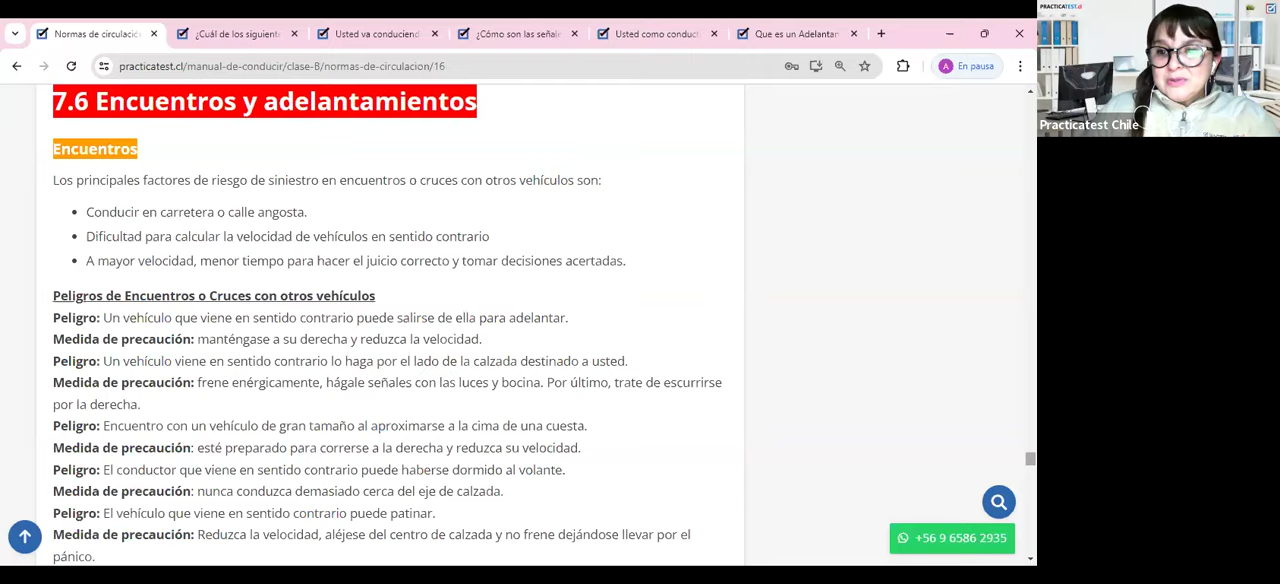 Normas de circulació
¿Cuál de los siguiente
Usted va conduciend
¿Cómo son las señale
Usted como conduct
Que es un Adelantan
practicatest.cl/manual-de-conducir/clase-B/normas-de-circulacion/16
A
En pausa
PRACTICATEST.cl
Practicatest Chile
7.6 Encuentros y adelantamientos
Encuentros
Los principales factores de riesgo de siniestro en encuentros o cruces con otros vehículos son:
• Conducir en carretera o calle angosta.
• Dificultad para calcular la velocidad de vehículos en sentido contrario
• A mayor velocidad, menor tiempo para hacer el juicio correcto y tomar decisiones acertadas.
Peligros de Encuentros o Cruces con otros vehículos
Peligro: Un vehículo que viene en sentido contrario puede salirse de ella para adelantar.
Medida de precaución: manténgase a su derecha y reduzca la velocidad.
Peligro: Un vehículo viene en sentido contrario lo haga por el lado de la calzada destinado a usted.
Medida de precaución: frene enérgicamente, hágale señales con las luces y bocina. Por último, trate de escurrirse
por la derecha.
Peligro: Encuentro con un vehículo de gran tamaño al aproximarse a la cima de una cuesta.
Medida de precaución: esté preparado para correrse a la derecha y reduzca su velocidad.
Peligro: El conductor que viene en sentido contrario puede haberse dormido al volante.
Medida de precaución: nunca conduzca demasiado cerca del eje de calzada.
Peligro: El vehículo que viene en sentido contrario puede patinar.
Medida de precaución: Reduzca la velocidad, aléjese del centro de calzada y no frene dejándose llevar por el
pánico.
+56 9 6586 2935